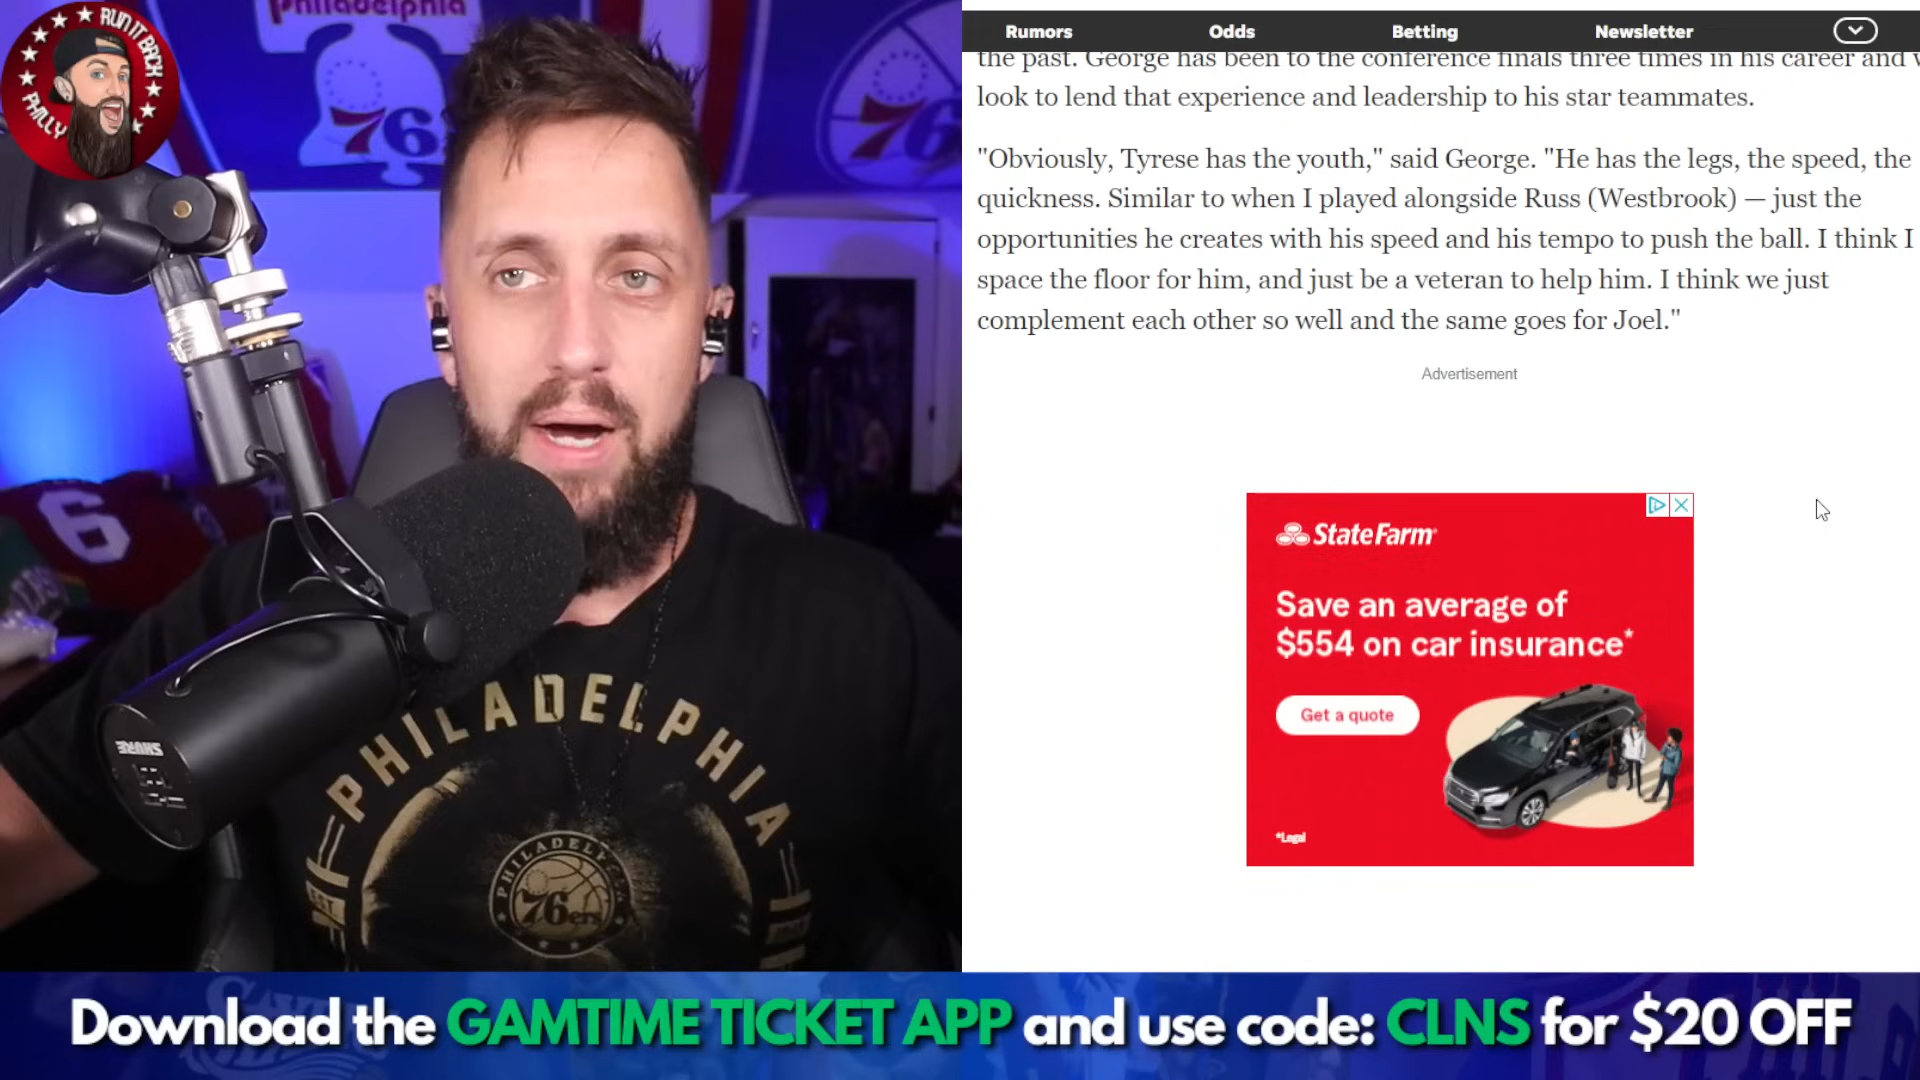 RUN IT BACK
PHILLY
Philadelphia
76
76
6
SHURE
PHILADELPHIA
EST.
PHILADELP
76ers
Rumors
Odds
Betting
Newsletter
the past. George has been to the conference finals three times in his career and
look to lend that experience and leadership to his star teammates.
"Obviously, Tyrese has the youth," said George. "He has the legs, the speed, the
quickness. Similar to when I played alongside Russ (Westbrook) — just the
opportunities he creates with his speed and his tempo to push the ball. I think I
space the floor for him, and just be a veteran to help him. I think we just
complement each other so well and the same goes for Joel."
Advertisement
StateFarm
Save an average of
$554 on car insurance*
Get a quote
*Legal
Download the GAMTIME TICKET APP and use code: CLNS for $20 OFF